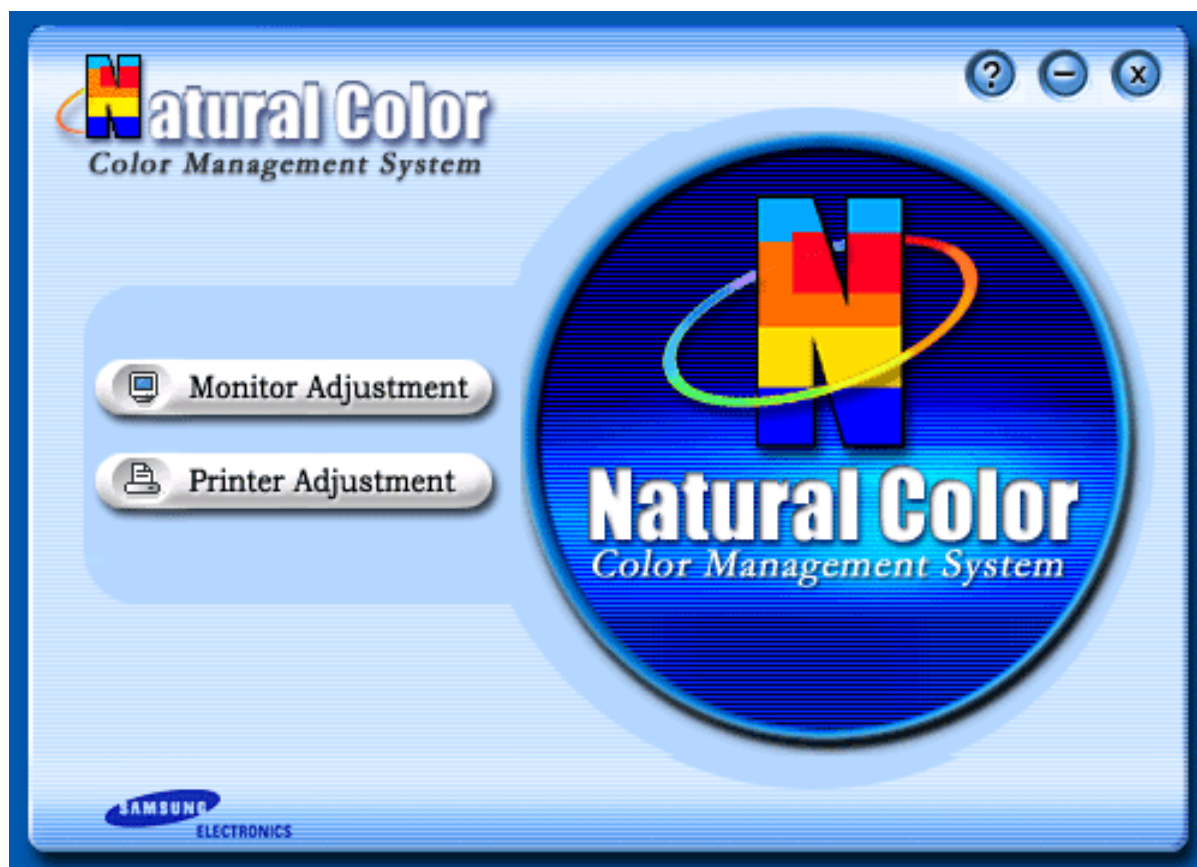 Natural Color
Color Management System
? – x
Monitor Adjustment
Printer Adjustment
N
Natural Color
Color Management System
SAMSUNG
ELECTRONICS